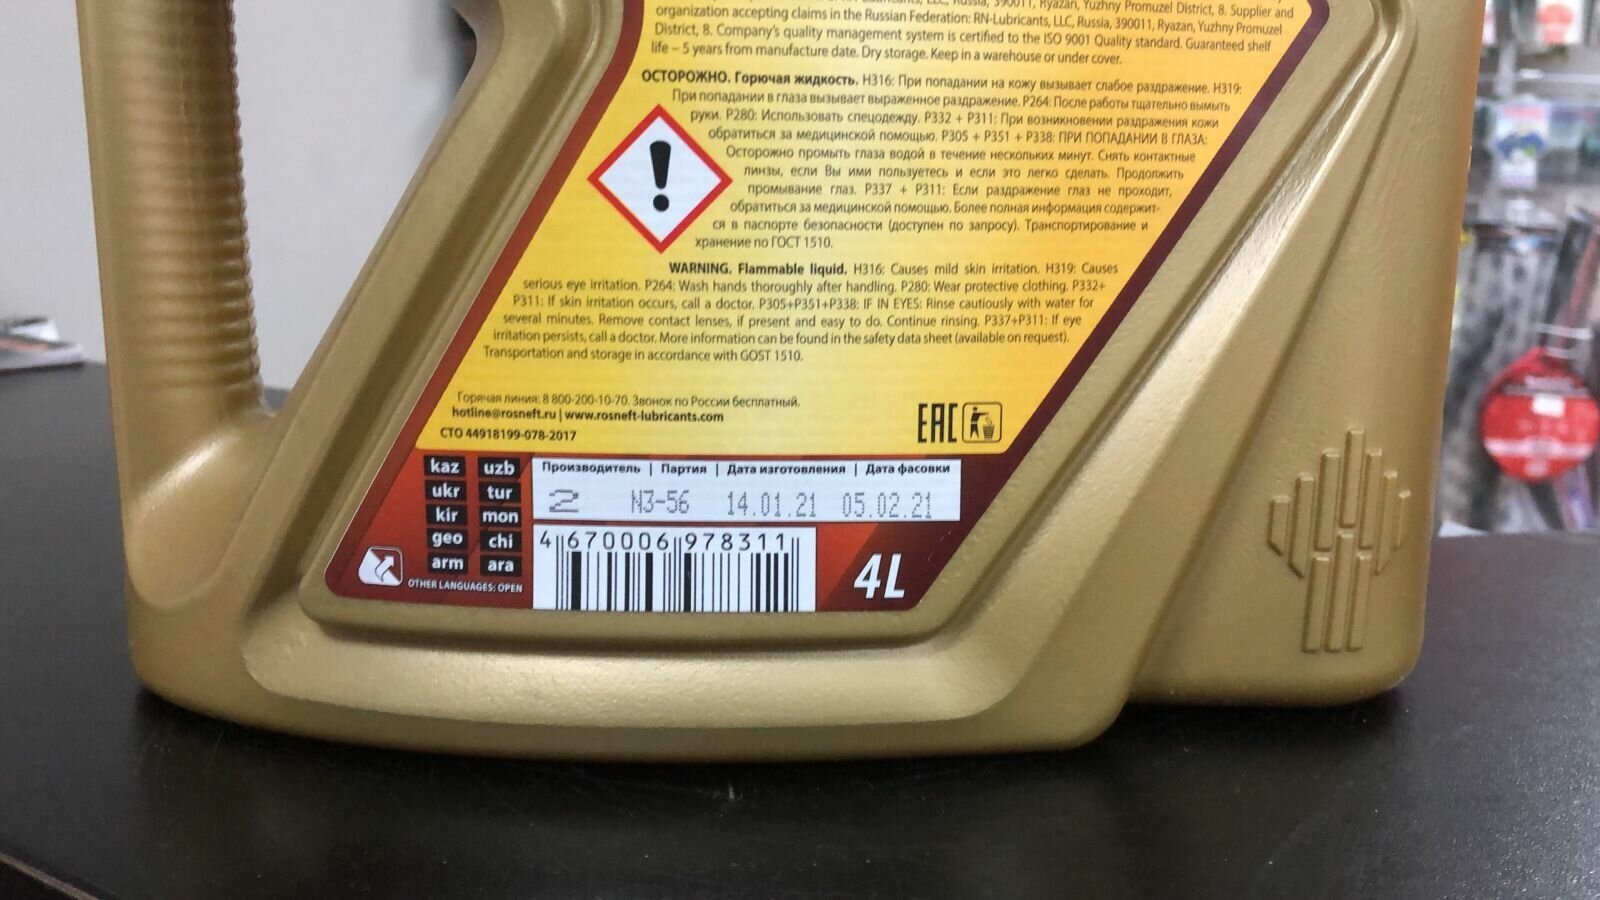 LLC, Russia, 390011, Ryazan, Yuzhny Promuzel District, 8. Supplier and
organization accepting claims in the Russian Federation: RN-Lubricants, LLC, Russia, 390011, Ryazan, Yuzhny Promuzel
District, 8. Company's quality management system is certified to the ISO 9001 Quality standard. Guaranteed shelf
life – 5 years from manufacture date. Dry storage. Keep in a warehouse or under cover.
ОСТОРОЖНО. Горючая жидкость. H316: При попадании на кожу вызывает слабое раздражение. H319:
При попадании в глаза вызывает выраженное раздражение. P264: После работы тщательно вымыть
руки. P280: Использовать спецодежду. P332 + P311: При возникновении раздражения кожи
обратиться за медицинской помощью. P305 + P351 + P338: ПРИ ПОПАДАНИИ В ГЛАЗА:
Осторожно промыть глаза водой в течение нескольких минут. Снять контактные
линзы, если Вы ими пользуетесь и если это легко сделать. Продолжить
промывание глаз. P337 + P311: Если раздражение глаз не проходит,
обратиться за медицинской помощью. Более полная информация содержит-
ся в паспорте безопасности (доступен по запросу). Транспортирование и
хранение по ГОСТ 1510.
WARNING. Flammable liquid. H316: Causes mild skin irritation. H319: Causes
serious eye irritation. P264: Wash hands thoroughly after handling. P280: Wear protective clothing. P332+
P311: If skin irritation occurs, call a doctor. P305+P351+P338: IF IN EYES: Rinse cautiously with water for
several minutes. Remove contact lenses, if present and easy to do. Continue rinsing. P337+P311: If eye
irritation persists, call a doctor. More information can be found in the safety data sheet (available on request).
Transportation and storage in accordance with GOST 1510.
Горячая линия: 8 800-200-10-70. Звонок по России бесплатный.
hotline@rosneft.ru | www.rosneft-lubricants.com
СТО 44918199-078-2017
EAC
kaz uzb
ukr tur
kir mon
geo chi
arm ara
OTHER LANGUAGES: OPEN
Производитель | Партия | Дата изготовления | Дата фасовки
2 N3-56 14.01.21 05.02.21
4 670006 978311
4L